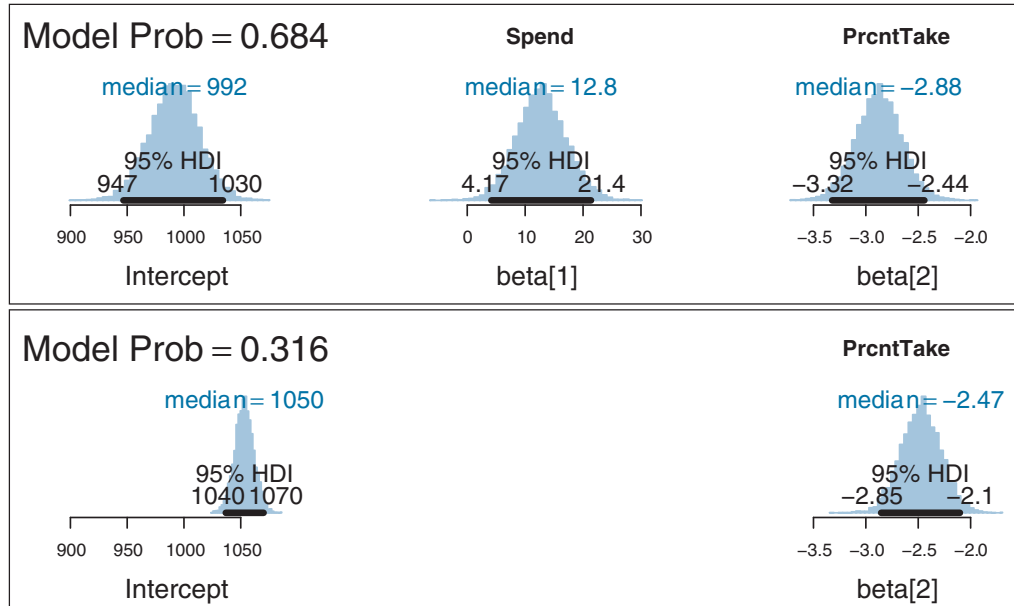 Model Prob = 0.684 Spend PrcntTake
median = 992 median = 12.8 median = −2.88
95% HDI 95% HDI 95% HDI
947 1030 4.17 21.4 −3.32 −2.44
900 950 1000 1050 0 10 20 30 −3.5 −3.0 −2.5 −2.0
Intercept beta[1] beta[2]
Model Prob = 0.316 PrcntTake
median = 1050 median = −2.47
95% HDI 95% HDI
1040 1070 −2.85 −2.1
900 950 1000 1050 −3.5 −3.0 −2.5 −2.0
Intercept beta[2]